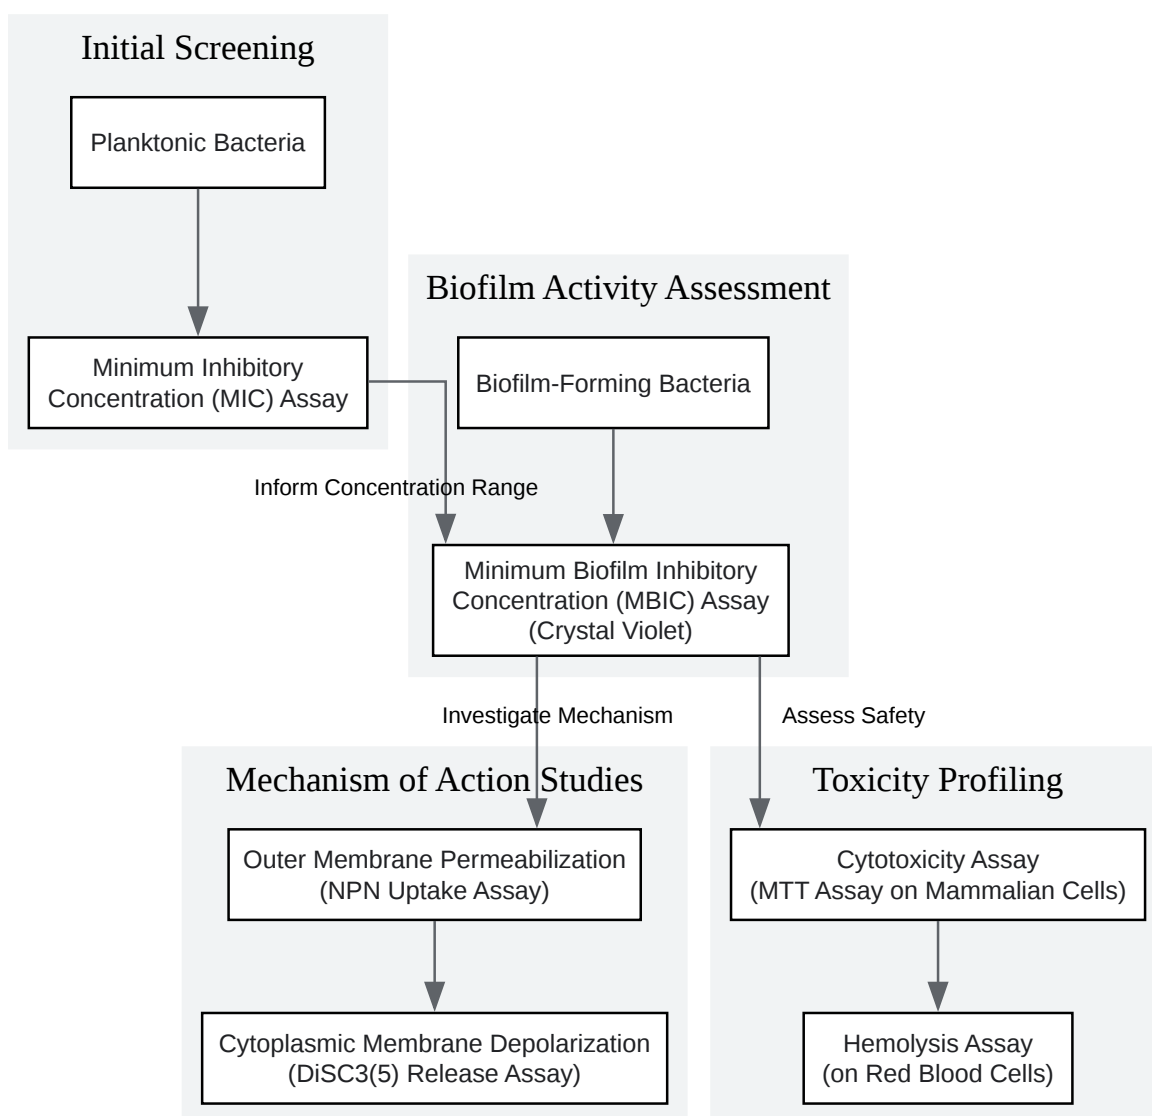 Initial Screening
Planktonic Bacteria
Minimum Inhibitory
Concentration (MIC) Assay
Biofilm Activity Assessment
Biofilm-Forming Bacteria
Inform Concentration Range
Minimum Biofilm Inhibitory
Concentration (MBIC) Assay
(Crystal Violet)
Investigate Mechanism
Assess Safety
Mechanism of Action Studies
Outer Membrane Permeabilization
(NPN Uptake Assay)
Cytoplasmic Membrane Depolarization
(DiSC3(5) Release Assay)
Toxicity Profiling
Cytotoxicity Assay
(MTT Assay on Mammalian Cells)
Hemolysis Assay
(on Red Blood Cells)